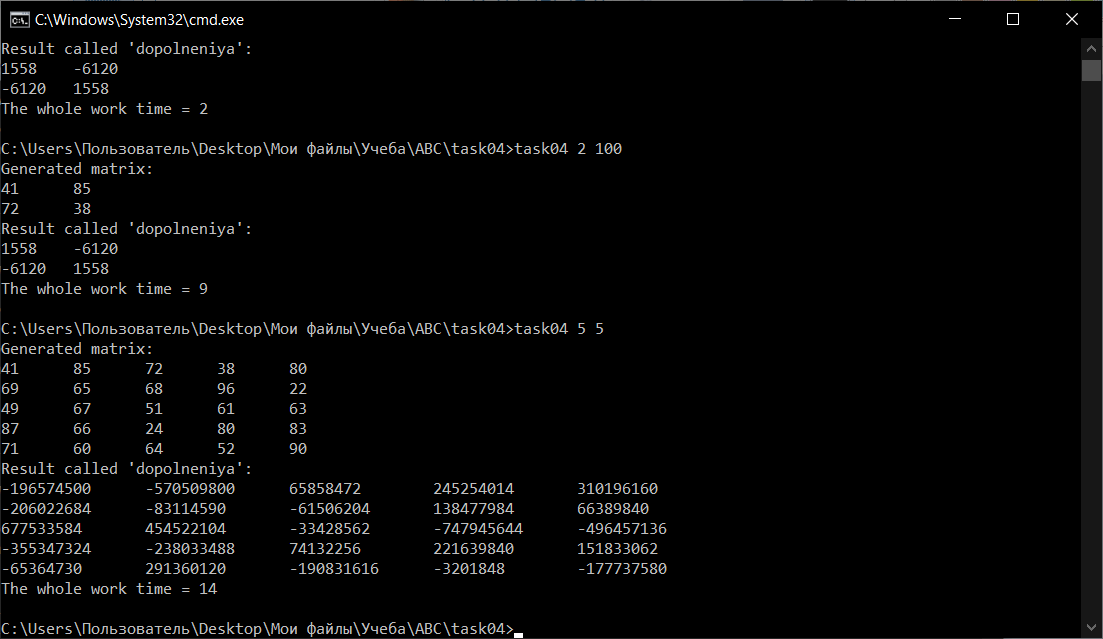 C:\Windows\System32\cmd.exe
Result called 'dopolneniya':
1558 -6120
-6120 1558
The whole work time = 2
C:\Users\Пользователь\Desktop\Мои файлы\Учеба\АВС\task04>task04 2 100
Generated matrix:
41 85
72 38
Result called 'dopolneniya':
1558 -6120
-6120 1558
The whole work time = 9
C:\Users\Пользователь\Desktop\Мои файлы\Учеба\АВС\task04>task04 5 5
Generated matrix:
41 85 72 38 80
69 65 68 96 22
49 67 51 61 63
87 66 24 80 83
71 60 64 52 90
Result called 'dopolneniya':
-196574500 -570509800 65858472 245254014 310196160
-206022684 -83114590 -61506204 138477984 66389840
677533584 454522104 -33428562 -747945644 -496457136
-355347324 -238033488 74132256 221639840 151833062
-65364730 291360120 -190831616 -3201848 -177737580
The whole work time = 14
C:\Users\Пользователь\Desktop\Мои файлы\Учеба\АВС\task04>